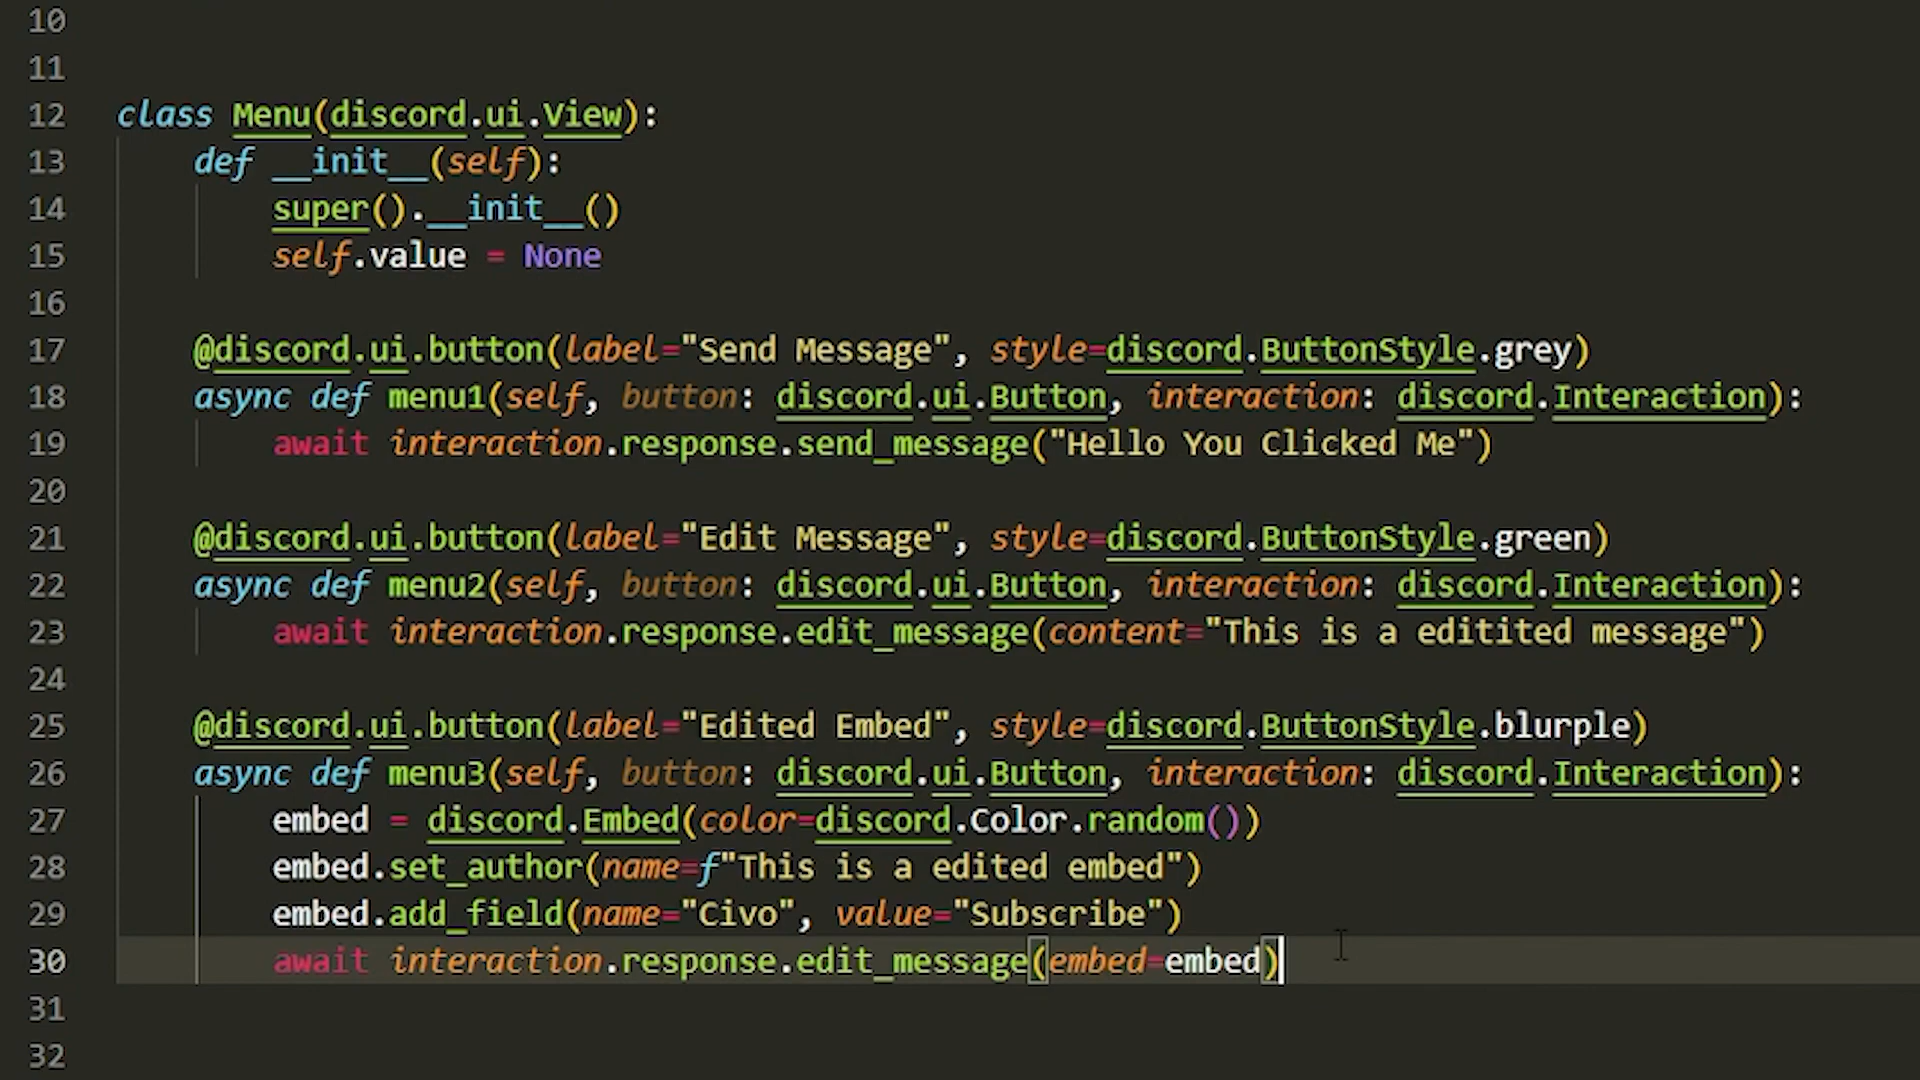 10
11
12 class Menu(discord.ui.View):
13     def __init__(self):
14         super().__init__()
15         self.value = None
16
17     @discord.ui.button(label="Send Message", style=discord.ButtonStyle.grey)
18     async def menu1(self, button: discord.ui.Button, interaction: discord.Interaction):
19         await interaction.response.send_message("Hello You Clicked Me")
20
21     @discord.ui.button(label="Edit Message", style=discord.ButtonStyle.green)
22     async def menu2(self, button: discord.ui.Button, interaction: discord.Interaction):
23         await interaction.response.edit_message(content="This is a editited message")
24
25     @discord.ui.button(label="Edited Embed", style=discord.ButtonStyle.blurple)
26     async def menu3(self, button: discord.ui.Button, interaction: discord.Interaction):
27         embed = discord.Embed(color=discord.Color.random())
28         embed.set_author(name=f"This is a edited embed")
29         embed.add_field(name="Civo", value="Subscribe")
30         await interaction.response.edit_message(embed=embed)
31
32